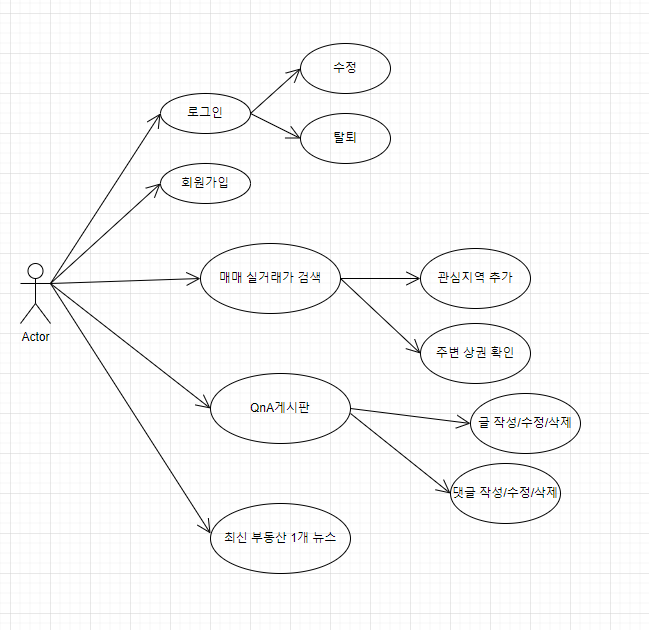 수정
로그인
탈퇴
회원가입
매매 실거래가 검색
관심지역 추가
Actor
주변 상권 확인
QnA게시판
글 작성/수정/삭제
댓글 작성/수정/삭제
최신 부동산 1개 뉴스